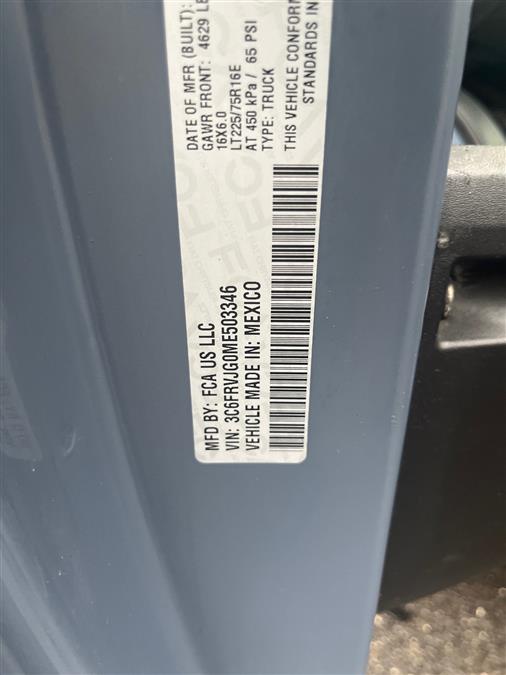 MFD BY: FCA US LLC
DATE OF MFR (BUILT):
GAWR FRONT: 4629 LB
16X6.0
LT225/75R16E
AT 450 kPa / 65 PSI
TYPE: TRUCK
THIS VEHICLE CONFORM
STANDARDS IN
VIN: 3C6FRVJG0ME503346
VEHICLE MADE IN: MEXICO